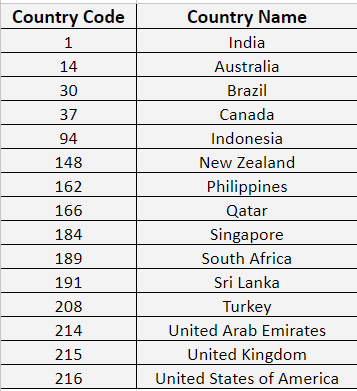 Country Code Country Name
1 India
14 Australia
30 Brazil
37 Canada
94 Indonesia
148 New Zealand
162 Philippines
166 Qatar
184 Singapore
189 South Africa
191 Sri Lanka
208 Turkey
214 United Arab Emirates
215 United Kingdom
216 United States of America